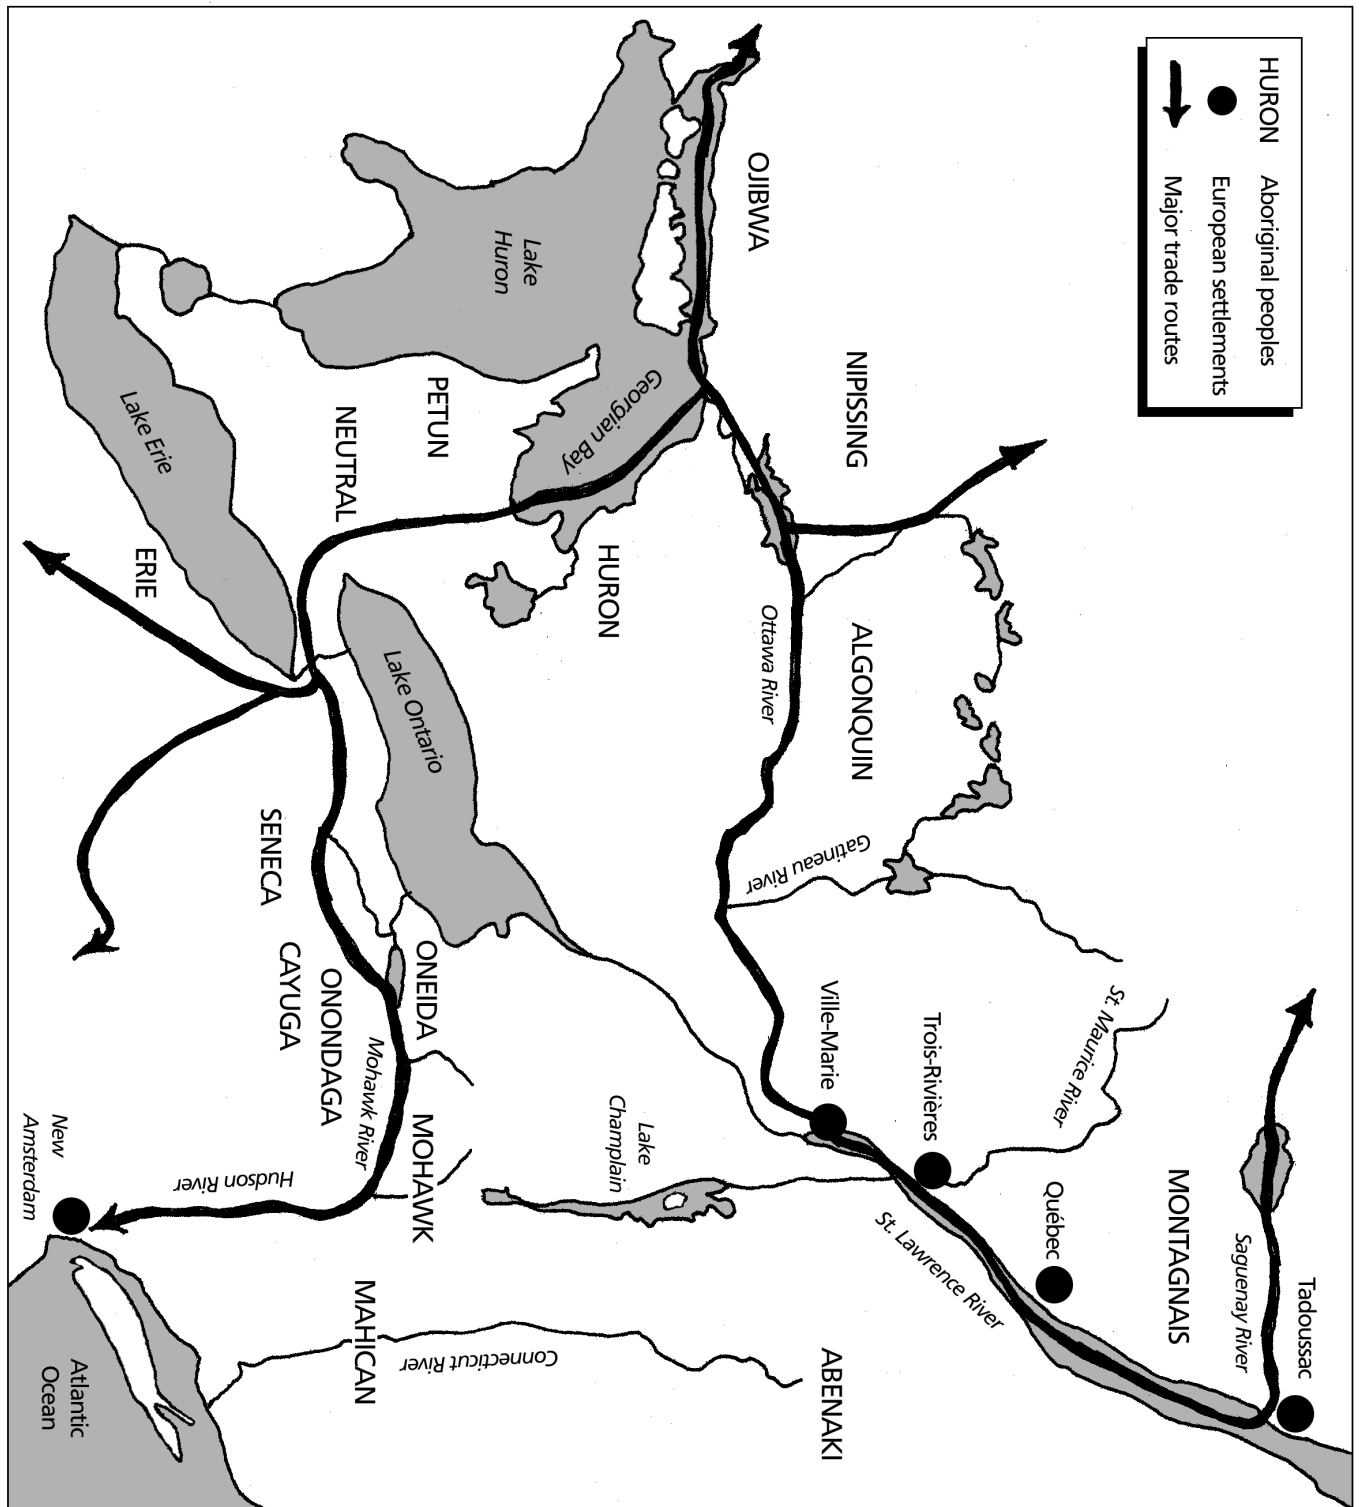 HURON Aboriginal peoples
European settlements
Major trade routes
Tadoussac
Saguenay River
MONTAGNAIS
Québec
St. Maurice River
Trois-Rivières
Ville-Marie
St. Lawrence River
ABENAKI
NIPISSING
ALGONQUIN
Gatineau River
Ottawa River
OJIBWA
Georgian Bay
HURON
Lake
Huron
PETUN
NEUTRAL
Lake Ontario
Lake Erie
ERIE
Lake
Champlain
ONEIDA
MOHAWK
Mohawk River
ONONDAGA
CAYUGA
SENECA
Connecticut River
MAHICAN
Hudson River
New
Amsterdam
Atlantic
Ocean